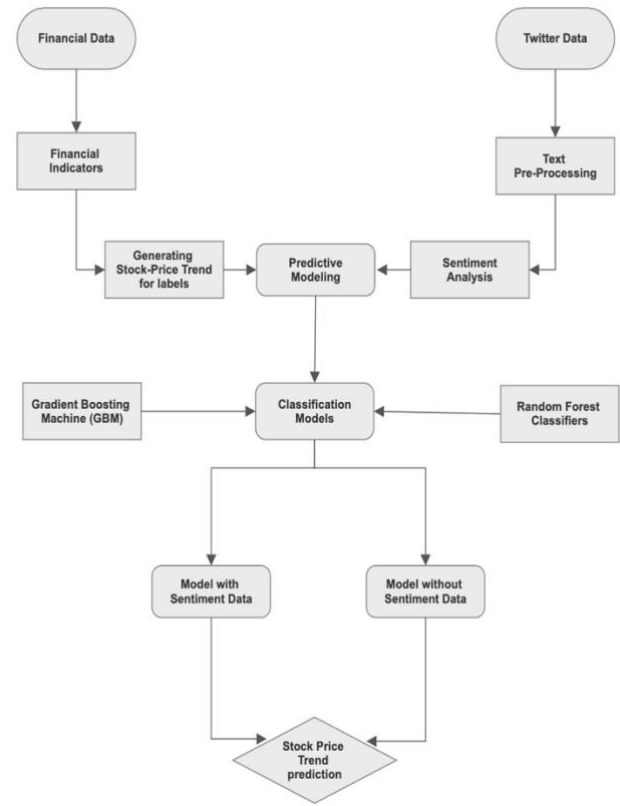 Financial Data
Twitter Data
Financial
Indicators
Text
Pre-Processing
Generating
Stock-Price Trend
for labels
Predictive
Modeling
Sentiment
Analysis
Gradient Boosting
Machine (GBM)
Classification
Models
Random Forest
Classifiers
Model with
Sentiment Data
Model without
Sentiment Data
Stock Price
Trend
prediction